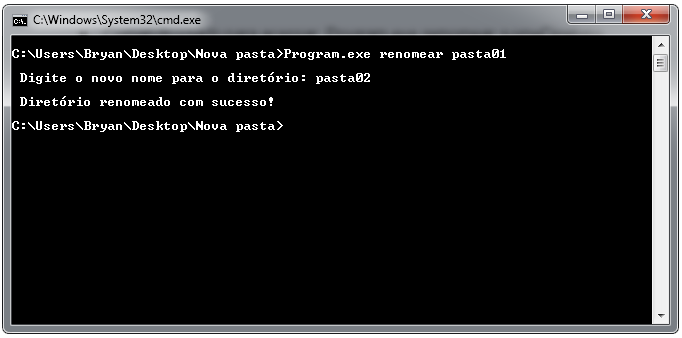 C:\Windows\System32\cmd.exe
C:\Users\Bryan\Desktop\Nova pasta>Program.exe renomear pasta01
Digite o novo nome para o diretório: pasta02
Diretório renomeado com sucesso!
C:\Users\Bryan\Desktop\Nova pasta>